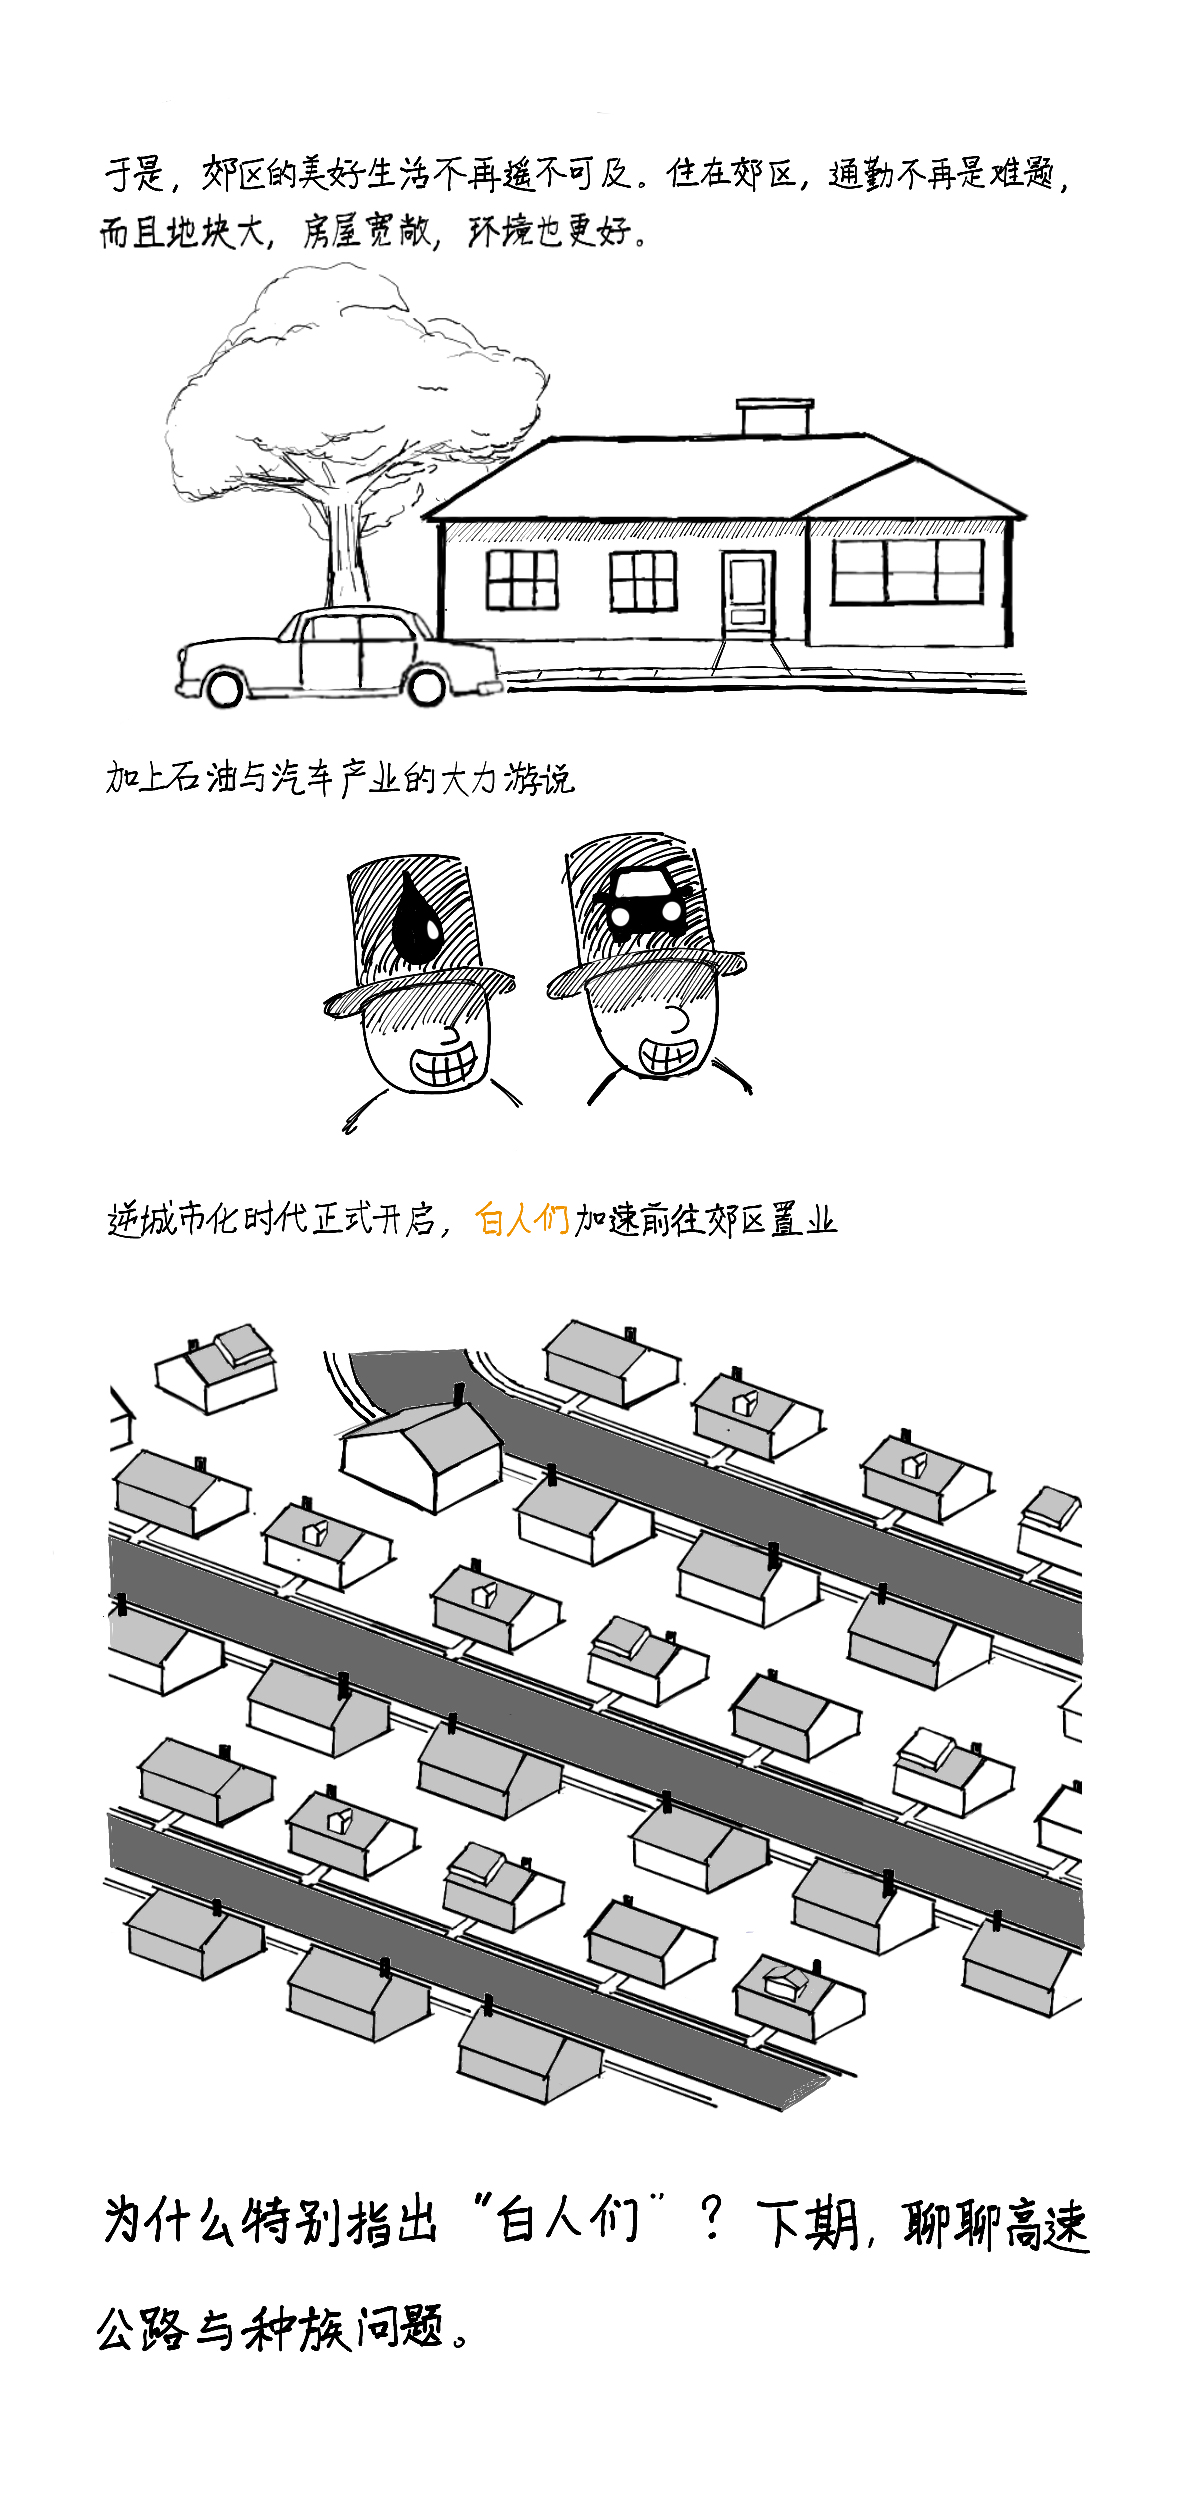 于是，郊区的美好生活不再遥不可及。住在郊区，通勤不再是难题，
而且地块大，房屋宽敞，环境也更好。
加上石油与汽车产业的大力游说
逆城市化时代正式开启，白人们加速前往郊区置业
为什么特别指出“白人们”？下期，聊聊高速
公路与种族问题。